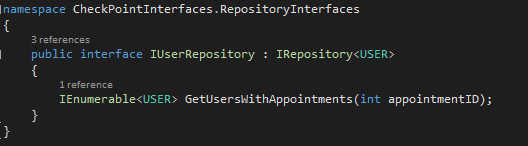 namespace CheckPointInterfaces.RepositoryInterfaces
{
3 references
public interface IUserRepository : IRepository<USER>
{
1 reference
IEnumerable<USER> GetUsersWithAppointments(int appointmentID);
}
}